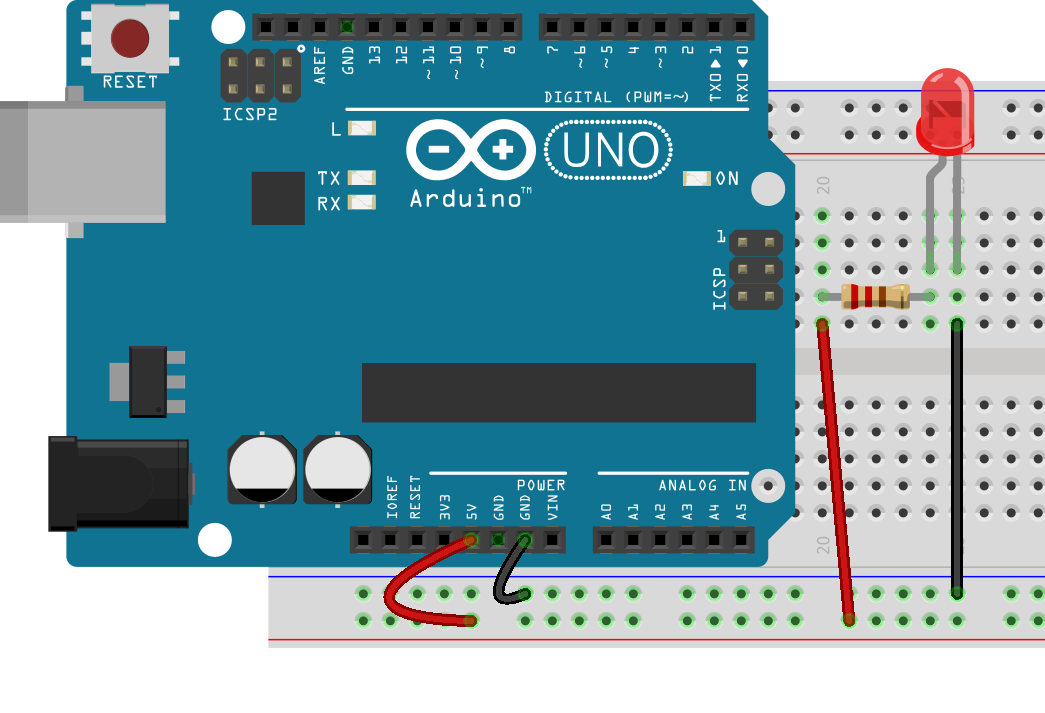 RESET
ICSP2
AREF
GND
13
12
~11
~10
~9
8
7
~6
~5
4
~3
2
TX0▶1
RX0◀0
DIGITAL (PWM=~)
L
TX
RX
Arduino™
UNO
ON
1
ICSP
20
IOREF
RESET
3V3
5V
GND
GND
VIN
POWER
A0
A1
A2
A3
A4
A5
ANALOG IN
20